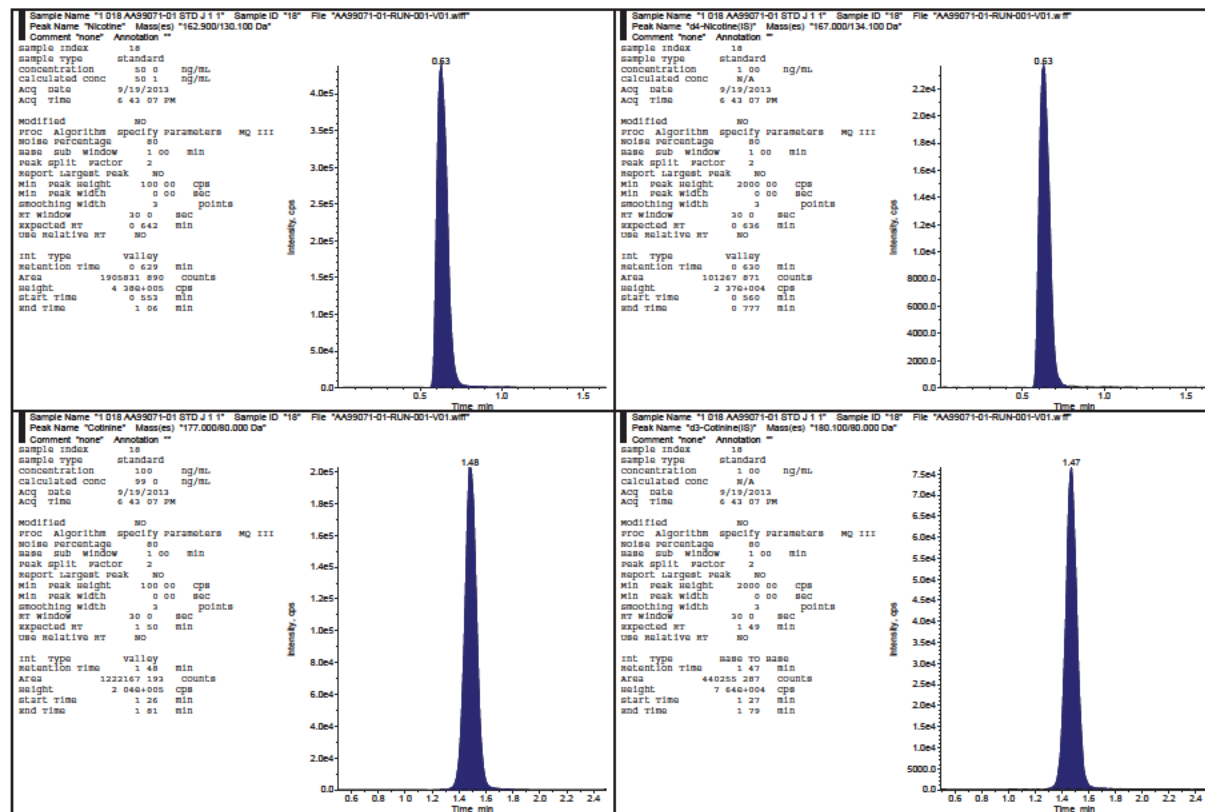 Sample Name "1 018 AA99071-01 STD J 1 1" Sample ID "18" File "AA99071-01-RUN-001-V01.wiff"
Peak Name "Nicotine" Mass(es) "162.900/130.100 Da"
Comment "none" Annotation ""
Sample Index 18
Sample Type standard
Concentration 50 0 ng/mL
Calculated Conc 50 1 ng/mL
Acq Date 9/19/2013
Acq Time 6 43 07 PM
Modified NO
Proc Algorithm Specify Parameters MQ III
Noise Percentage 80
Base Sub Window 1 00 min
Peak Split Factor 2
Report Largest Peak NO
Min Peak Height 100 00 cps
Min Peak Width 0 00 sec
Smoothing Width 3 points
RT Window 30 0 sec
Expected RT 0 642 min
Use Relative RT NO
Int Type valley
Retention Time 0 629 min
Area 1905831 890 counts
Height 4 38e+005 cps
Start Time 0 553 min
End Time 1 06 min
0.63
Intensity, cps
4.0e5
3.5e5
3.0e5
2.5e5
2.0e5
1.5e5
1.0e5
5.0e4
0.0
0.5 1.0 1.5
Time min
Sample Name "1 018 AA99071-01 STD J 1 1" Sample ID "18" File "AA99071-01-RUN-001-V01.wiff"
Peak Name "d4-Nicotine(IS)" Mass(es) "167.000/134.100 Da"
Comment "none" Annotation ""
Sample Index 18
Sample Type standard
Concentration 1 00 ng/mL
Calculated Conc N/A
Acq Date 9/19/2013
Acq Time 6 43 07 PM
Modified NO
Proc Algorithm Specify Parameters MQ III
Noise Percentage 80
Base Sub Window 1 00 min
Peak Split Factor 2
Report Largest Peak NO
Min Peak Height 2000 00 cps
Min Peak Width 0 00 sec
Smoothing Width 3 points
RT Window 30 0 sec
Expected RT 0 636 min
Use Relative RT NO
Int Type valley
Retention Time 0 630 min
Area 101267 871 counts
Height 2 37e+004 cps
Start Time 0 560 min
End Time 0 777 min
0.63
Intensity, cps
2.2e4
2.0e4
1.8e4
1.6e4
1.4e4
1.2e4
1.0e4
8000.0
6000.0
4000.0
2000.0
0.0
0.5 1.0 1.5
Time min
Sample Name "1 018 AA99071-01 STD J 1 1" Sample ID "18" File "AA99071-01-RUN-001-V01.wiff"
Peak Name "Cotinine" Mass(es) "177.000/80.000 Da"
Comment "none" Annotation ""
Sample Index 18
Sample Type standard
Concentration 100 ng/mL
Calculated Conc 99 0 ng/mL
Acq Date 9/19/2013
Acq Time 6 43 07 PM
Modified NO
Proc Algorithm Specify Parameters MQ III
Noise Percentage 80
Base Sub Window 1 00 min
Peak Split Factor 2
Report Largest Peak NO
Min Peak Height 100 00 cps
Min Peak Width 0 00 sec
Smoothing Width 3 points
RT Window 30 0 sec
Expected RT 1 50 min
Use Relative RT NO
Int Type valley
Retention Time 1 48 min
Area 1222167 193 counts
Height 2 04e+005 cps
Start Time 1 26 min
End Time 1 81 min
1.48
Intensity, cps
2.0e5
1.8e5
1.6e5
1.4e5
1.2e5
1.0e5
8.0e4
6.0e4
4.0e4
2.0e4
0.0
0.6 0.8 1.0 1.2 1.4 1.6 1.8 2.0 2.2 2.4
Time min
Sample Name "1 018 AA99071-01 STD J 1 1" Sample ID "18" File "AA99071-01-RUN-001-V01.wiff"
Peak Name "d3-Cotinine(IS)" Mass(es) "180.100/80.000 Da"
Comment "none" Annotation ""
Sample Index 18
Sample Type standard
Concentration 1 00 ng/mL
Calculated Conc N/A
Acq Date 9/19/2013
Acq Time 6 43 07 PM
Modified NO
Proc Algorithm Specify Parameters MQ III
Noise Percentage 80
Base Sub Window 1 00 min
Peak Split Factor 2
Report Largest Peak NO
Min Peak Height 2000 00 cps
Min Peak Width 0 00 sec
Smoothing Width 3 points
RT Window 30 0 sec
Expected RT 1 49 min
Use Relative RT NO
Int Type Base To Base
Retention Time 1 47 min
Area 440255 287 counts
Height 7 64e+004 cps
Start Time 1 27 min
End Time 1 79 min
1.47
Intensity, cps
7.5e4
7.0e4
6.5e4
6.0e4
5.5e4
5.0e4
4.5e4
4.0e4
3.5e4
3.0e4
2.5e4
2.0e4
1.5e4
1.0e4
5000.0
0.0
0.6 0.8 1.0 1.2 1.4 1.6 1.8 2.0 2.2 2.4
Time min